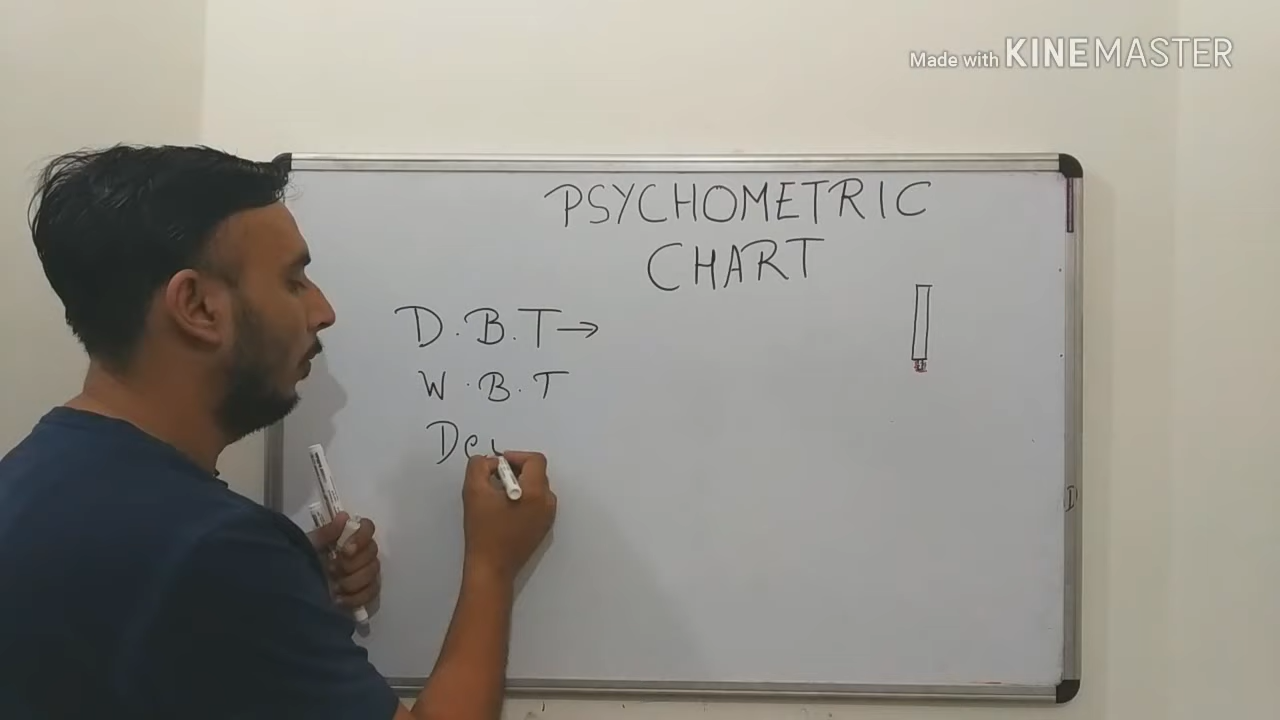 Made with KINEMASTER
PSYCHOMETRIC
CHART
D.B.T→
W.B.T